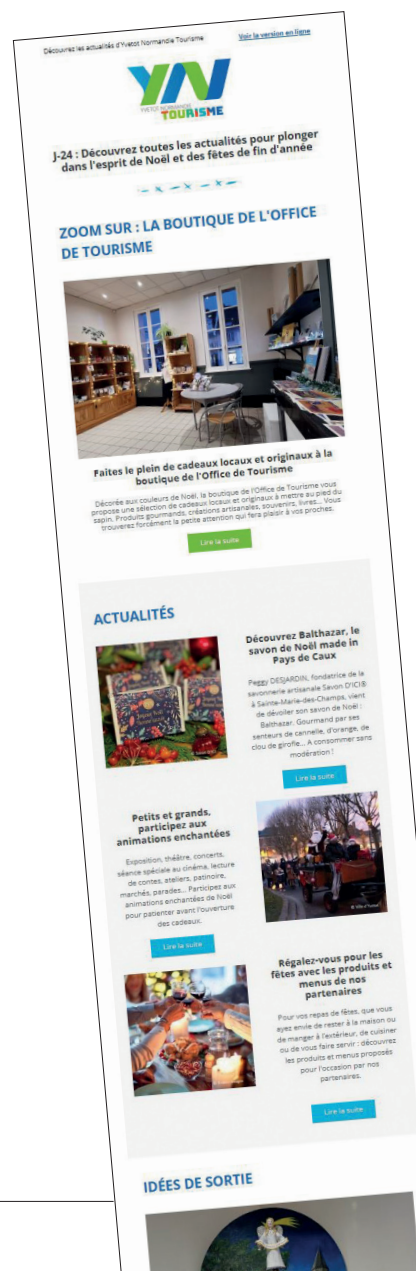 Découvrez les actualités d'Yvetot Normandie Tourisme
Voir la version en ligne
YN
YVETOT NORMANDIE
TOURISME
J-24 : Découvrez toutes les actualités pour plonger
dans l'esprit de Noël et des fêtes de fin d'année
ZOOM SUR : LA BOUTIQUE DE L'OFFICE
DE TOURISME
Faites le plein de cadeaux locaux et originaux à la
boutique de l'Office de Tourisme
Décorée aux couleurs de Noël, la boutique de l'Office de Tourisme vous
propose une sélection de cadeaux locaux et originaux à mettre au pied du
sapin. Produits gourmands, créations artisanales, souvenirs, livres... Vous
trouverez forcément la petite attention qui fera plaisir à vos proches.
Lire la suite
ACTUALITÉS
Découvrez Balthazar, le
savon de Noël made in
Pays de Caux
Peggy DESJARDIN, fondatrice de la
savonnerie artisanale Savon D'ICI®
à Sainte-Marie-des-Champs, vient
de dévoiler son savon de Noël :
Balthazar. Gourmand par ses
senteurs de cannelle, d'orange, de
clou de girofle... A consommer sans
modération !
Lire la suite
Petits et grands,
participez aux
animations enchantées
Exposition, théâtre, concerts,
séance spéciale au cinéma, lecture
de contes, ateliers, patinoire,
marchés, parades... Participez aux
animations enchantées de Noël
pour patienter avant l'ouverture
des cadeaux.
Lire la suite
© Ville d'Yvetot
Régalez-vous pour les
fêtes avec les produits et
menus de nos
partenaires
Pour vos repas de fêtes, que vous
ayez envie de rester à la maison ou
de manger à l'extérieur, de cuisiner
ou de vous faire servir : découvrez
les produits et menus proposés
pour l'occasion par nos
partenaires.
Lire la suite
IDÉES DE SORTIE